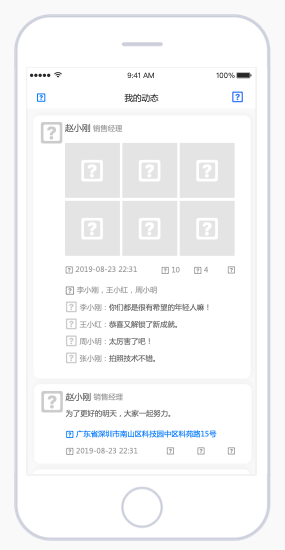 9:41 AM 100%
我的动态
赵小刚 销售经理
2019-08-23 22:31 10 4
李小刚，王小红，周小明
李小刚：你们都是很有希望的年轻人嘛！
王小红：恭喜又解锁了新成就。
周小明：太厉害了吧！
张小刚：拍照技术不错。
赵小刚 销售经理
为了更好的明天，大家一起努力。
广东省深圳市南山区科技园中区科苑路15号
2019-08-23 22:31